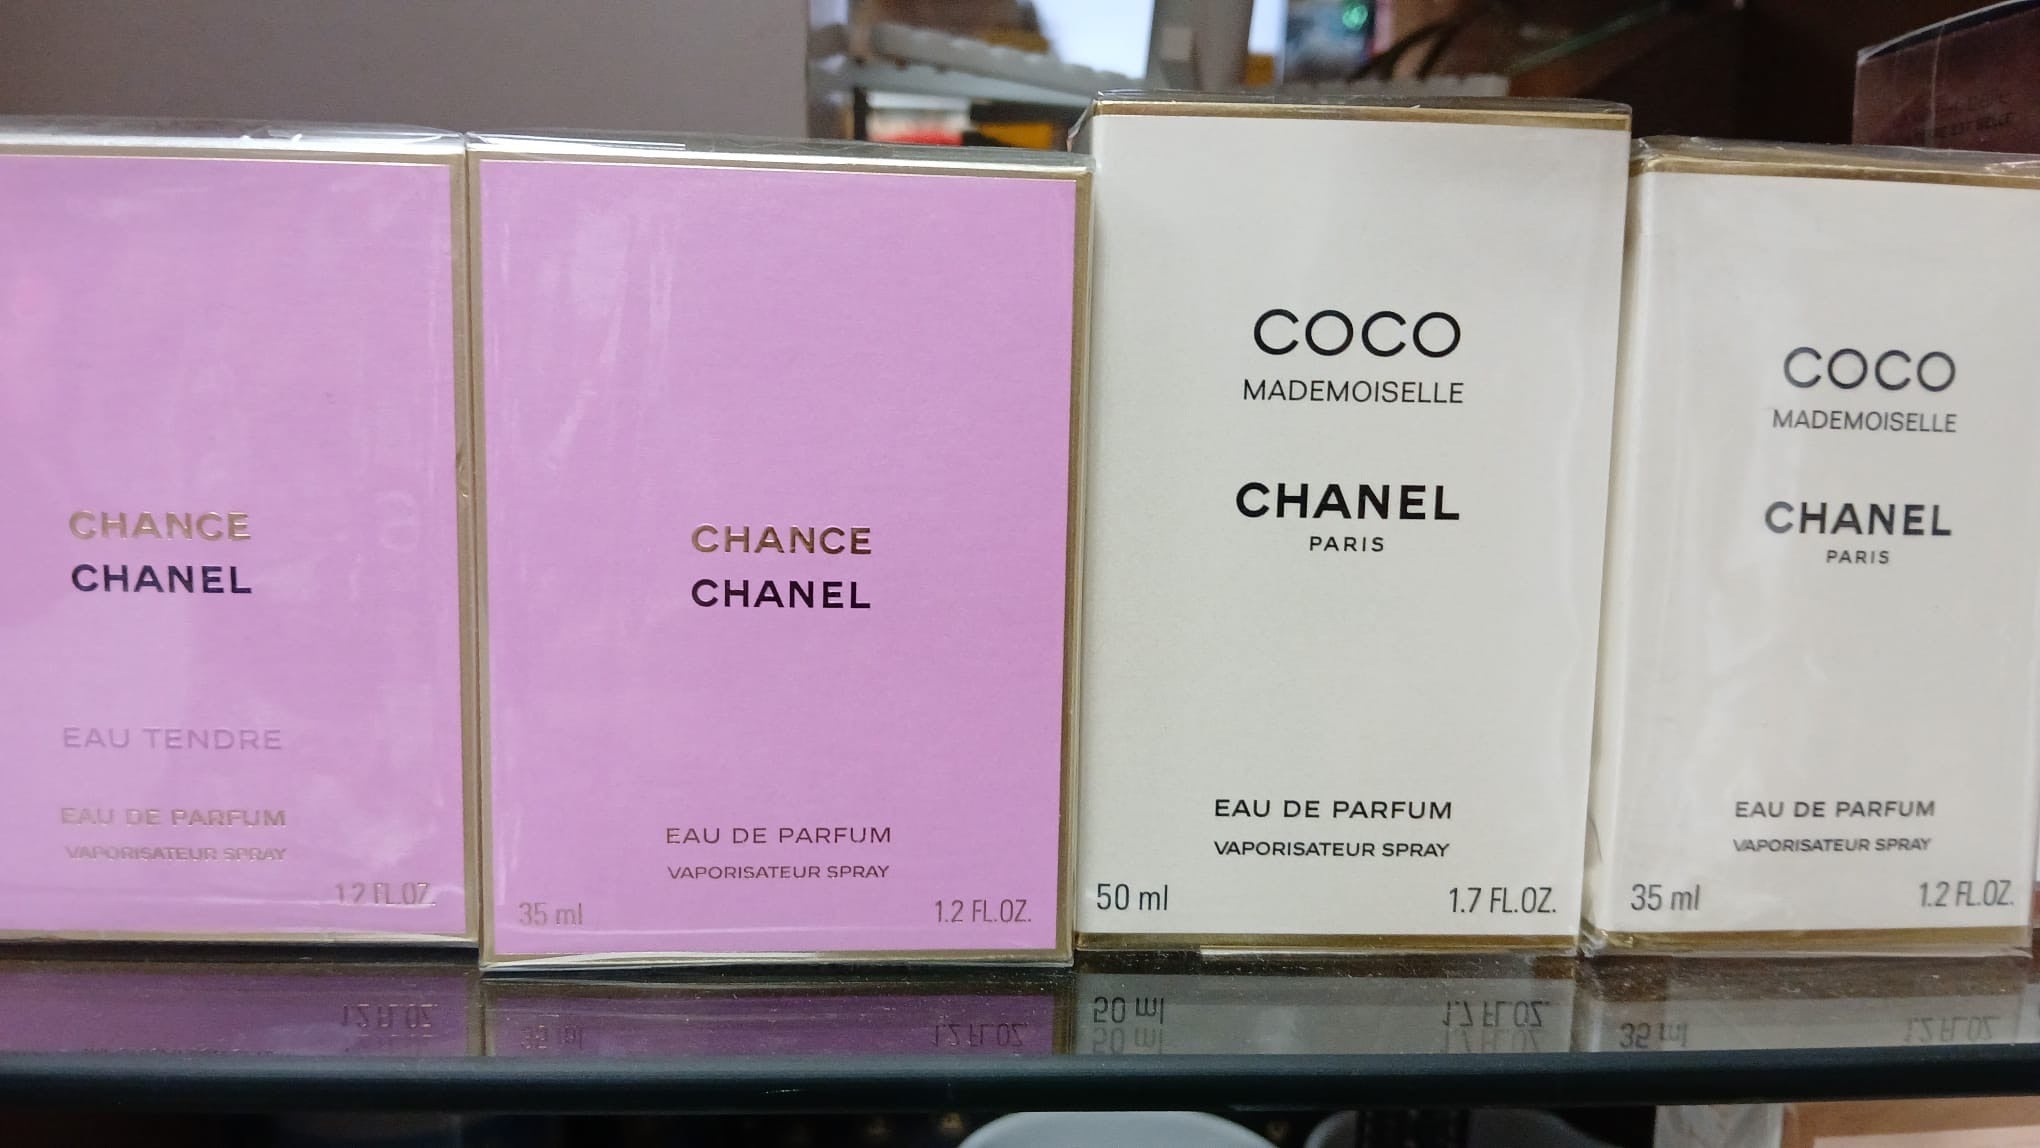 CHANCE
CHANEL
EAU TENDRE
EAU DE PARFUM
VAPORISATEUR SPRAY
1.2 FL.OZ.
CHANCE
CHANEL
EAU DE PARFUM
VAPORISATEUR SPRAY
35 ml 1.2 FL.OZ.
COCO
MADEMOISELLE
CHANEL
PARIS
EAU DE PARFUM
VAPORISATEUR SPRAY
50 ml 1.7 FL.OZ.
COCO
MADEMOISELLE
CHANEL
PARIS
EAU DE PARFUM
VAPORISATEUR SPRAY
35 ml 1.2 FL.OZ.